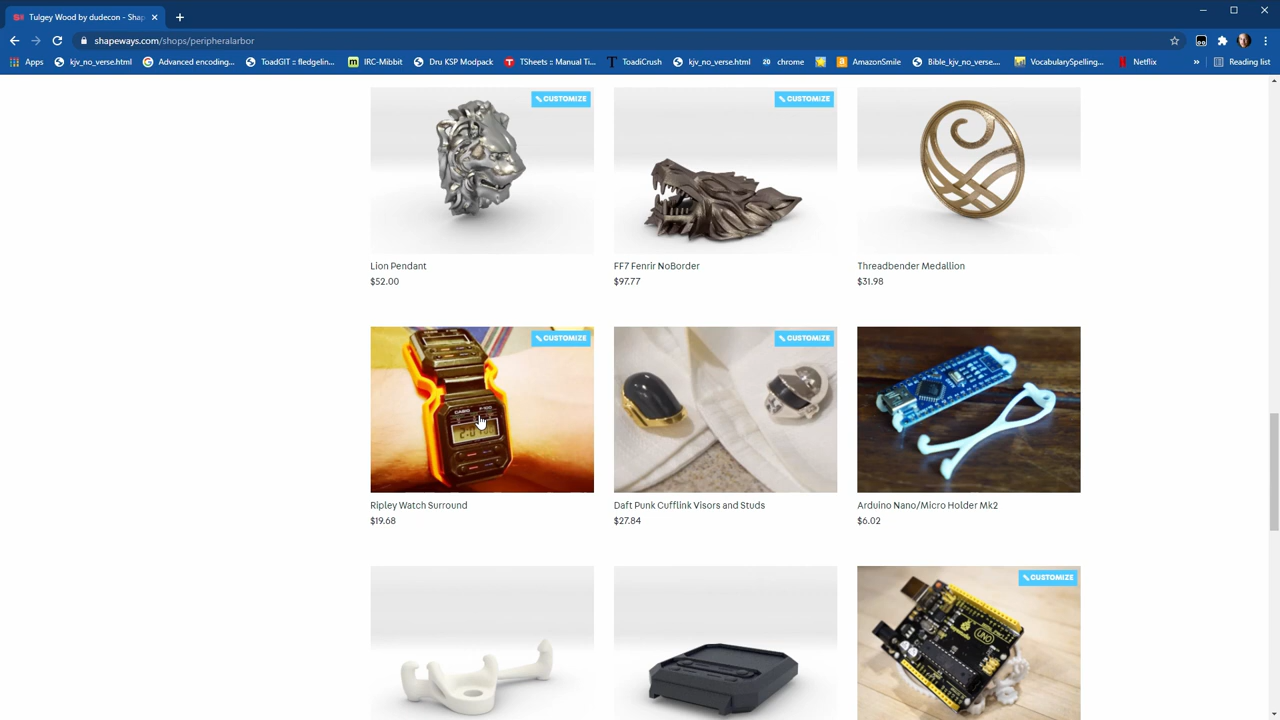 Tulgey Wood by dudecon - Shap
shapeways.com/shops/peripheralarbor
Apps kjv_no_verse.html Advanced encoding... ToadGIT :: fledgelin... IRC-Mibbit Dru KSP Modpack TSheets :: Manual Ti... ToadiCrush kjv_no_verse.html chrome AmazonSmile Bible_kjv_no_verse.... VocabularySpelling... Netflix » Reading list
CUSTOMIZE CUSTOMIZE
Lion Pendant FF7 Fenrir NoBorder Threadbender Medallion
$52.00 $97.77 $31.98
CUSTOMIZE CUSTOMIZE
CASIO
Ripley Watch Surround Daft Punk Cufflink Visors and Studs Arduino Nano/Micro Holder Mk2
$19.68 $27.84 $6.02
CUSTOMIZE
UNO